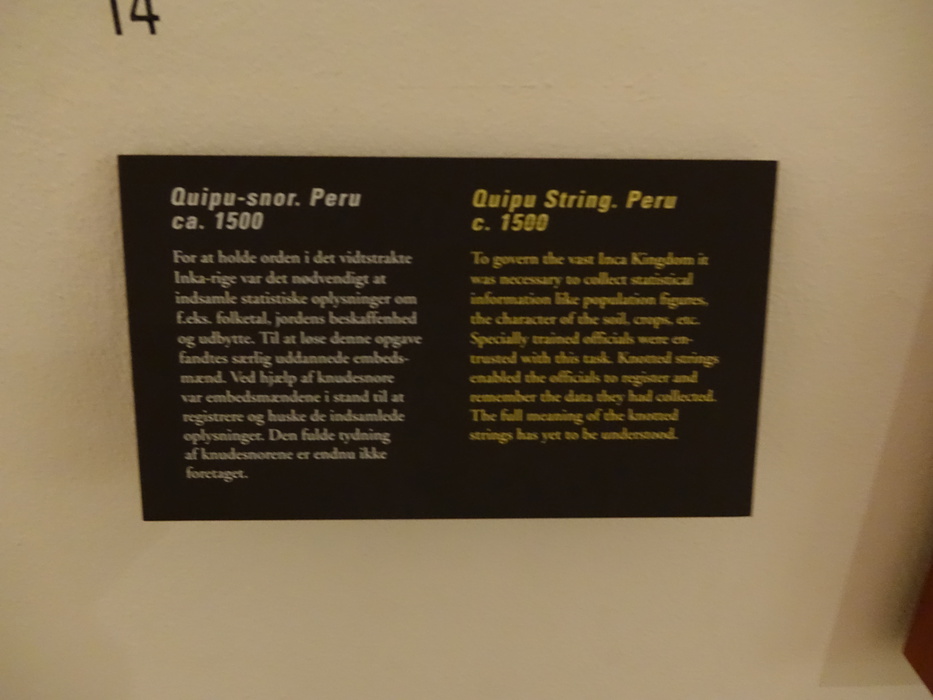 14
Quipu-snor. Peru
ca. 1500
For at holde orden i det vidtstrakte
Inka-rige var det nødvendigt at
indsamle statistiske oplysninger om
f.eks. folketal, jordens beskaffenhed
og udbytte. Til at løse denne opgave
fandtes særlig uddannede embeds-
mænd. Ved hjælp af knudesnore
var embedsmændene i stand til at
registrere og huske de indsamlede
oplysninger. Den fulde tydning
af knudesnorene er endnu ikke
foretaget.
Quipu String. Peru
c. 1500
To govern the vast Inca Kingdom it
was necessary to collect statistical
information like population figures,
the character of the soil, crops, etc.
Specially trained officials were en-
trusted with this task. Knotted strings
enabled the officials to register and
remember the data they had collected.
The full meaning of the knotted
strings has yet to be understood.